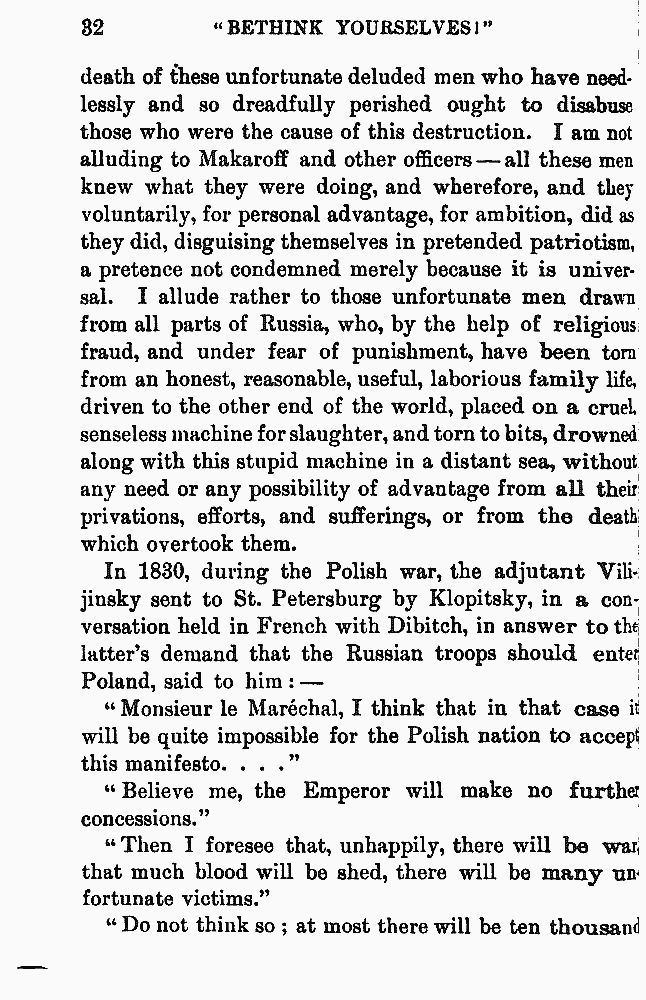 32 "BETHINK YOURSELVES!"
death of these unfortunate deluded men who have need-
lessly and so dreadfully perished ought to disabuse
those who were the cause of this destruction. I am not
alluding to Makaroff and other officers — all these men
knew what they were doing, and wherefore, and they
voluntarily, for personal advantage, for ambition, did as
they did, disguising themselves in pretended patriotism,
a pretence not condemned merely because it is univer-
sal. I allude rather to those unfortunate men drawn
from all parts of Russia, who, by the help of religious
fraud, and under fear of punishment, have been torn
from an honest, reasonable, useful, laborious family life,
driven to the other end of the world, placed on a cruel,
senseless machine for slaughter, and torn to bits, drowned
along with this stupid machine in a distant sea, without
any need or any possibility of advantage from all their
privations, efforts, and sufferings, or from the death
which overtook them.
In 1830, during the Polish war, the adjutant Vili-
jinsky sent to St. Petersburg by Klopitsky, in a con-
versation held in French with Dibitch, in answer to the
latter's demand that the Russian troops should enter
Poland, said to him : —
"Monsieur le Maréchal, I think that in that case it
will be quite impossible for the Polish nation to accept
this manifesto. . . ."
"Believe me, the Emperor will make no further
concessions."
"Then I foresee that, unhappily, there will be war,
that much blood will be shed, there will be many un-
fortunate victims."
"Do not think so ; at most there will be ten thousand